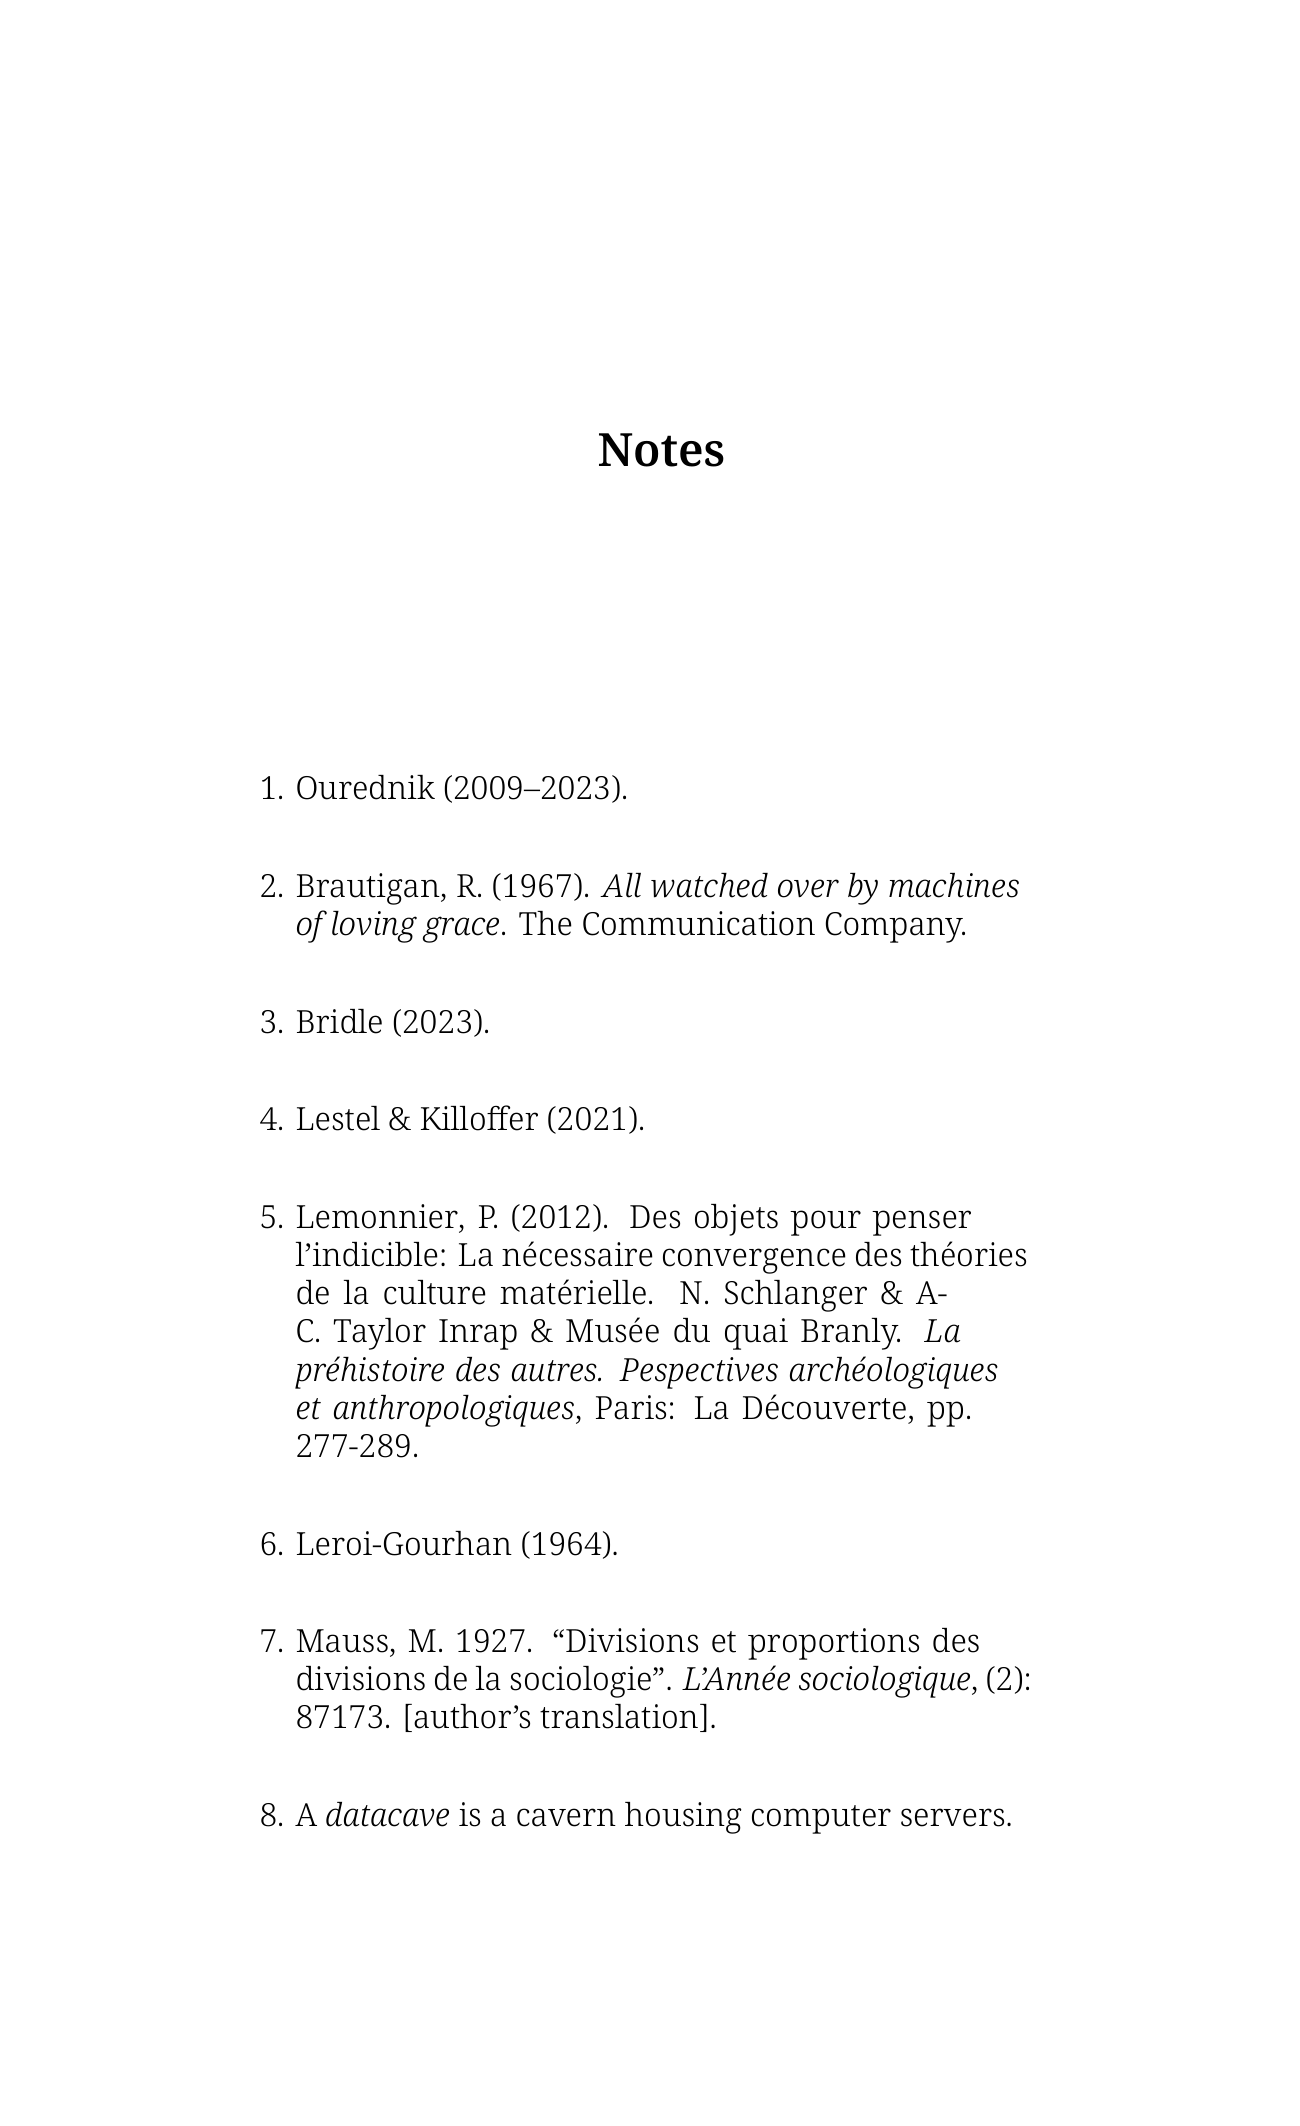 Notes
1. Ourednik (2009–2023).
2. Brautigan, R. (1967). All watched over by machines
of loving grace. The Communication Company.
3. Bridle (2023).
4. Lestel & Killoffer (2021).
5. Lemonnier, P. (2012). Des objets pour penser
l’indicible: La nécessaire convergence des théories
de la culture matérielle. N. Schlanger & A-
C. Taylor Inrap & Musée du quai Branly. La
préhistoire des autres. Pespectives archéologiques
et anthropologiques, Paris: La Découverte, pp.
277-289.
6. Leroi-Gourhan (1964).
7. Mauss, M. 1927. “Divisions et proportions des
divisions de la sociologie”. L’Année sociologique, (2):
87173. [author’s translation].
8. A datacave is a cavern housing computer servers.